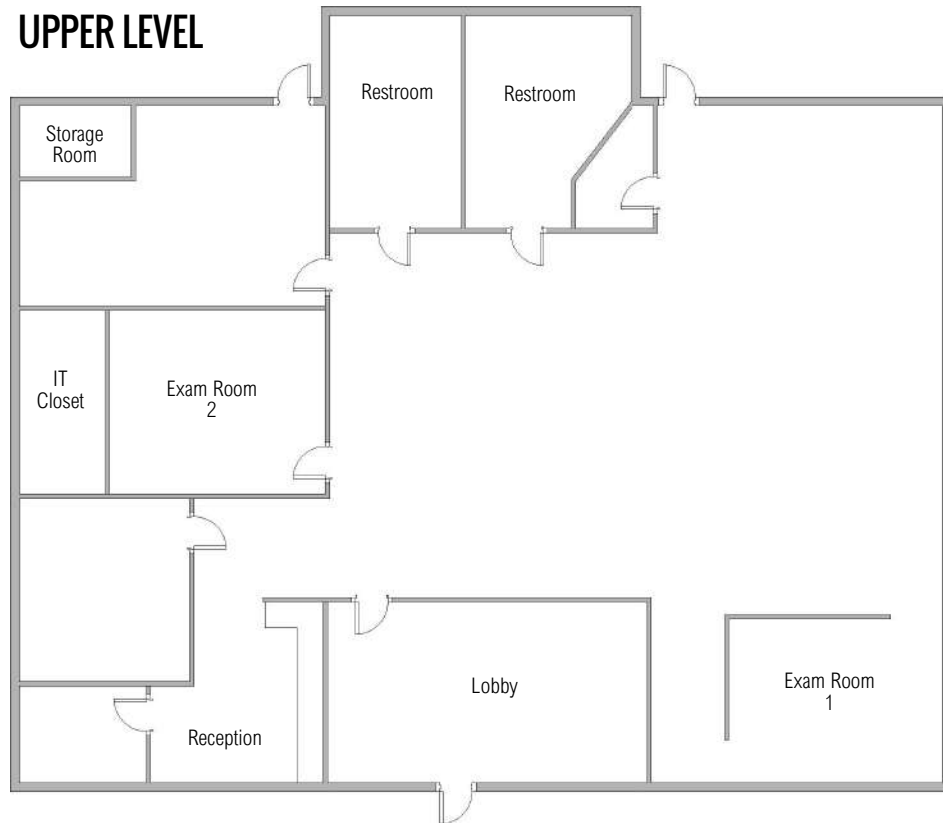 UPPER LEVEL
Restroom
Restroom
Storage
Room
IT
Closet
Exam Room
2
Lobby
Exam Room
1
Reception